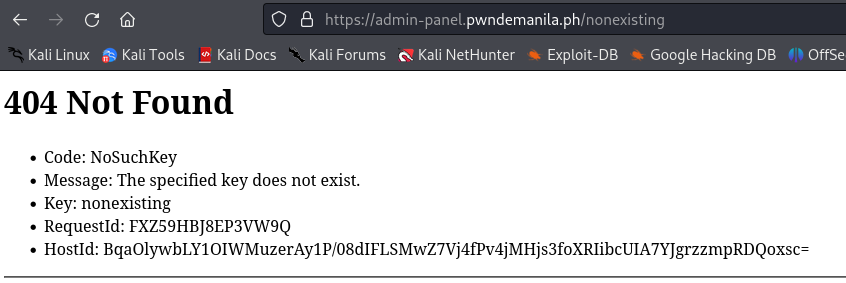 https://admin-panel.pwndemanila.ph/nonexisting
Kali Linux Kali Tools Kali Docs Kali Forums Kali NetHunter Exploit-DB Google Hacking DB OffSe
404 Not Found
• Code: NoSuchKey
• Message: The specified key does not exist.
• Key: nonexisting
• RequestId: FXZ59HBJ8EP3VW9Q
• HostId: BqaOlywbLY1OIWMuzerAy1P/08dIFLSMwZ7Vj4fPv4jMHjs3foXRIibcUIA7YJgrzzmpRDQoxsc=